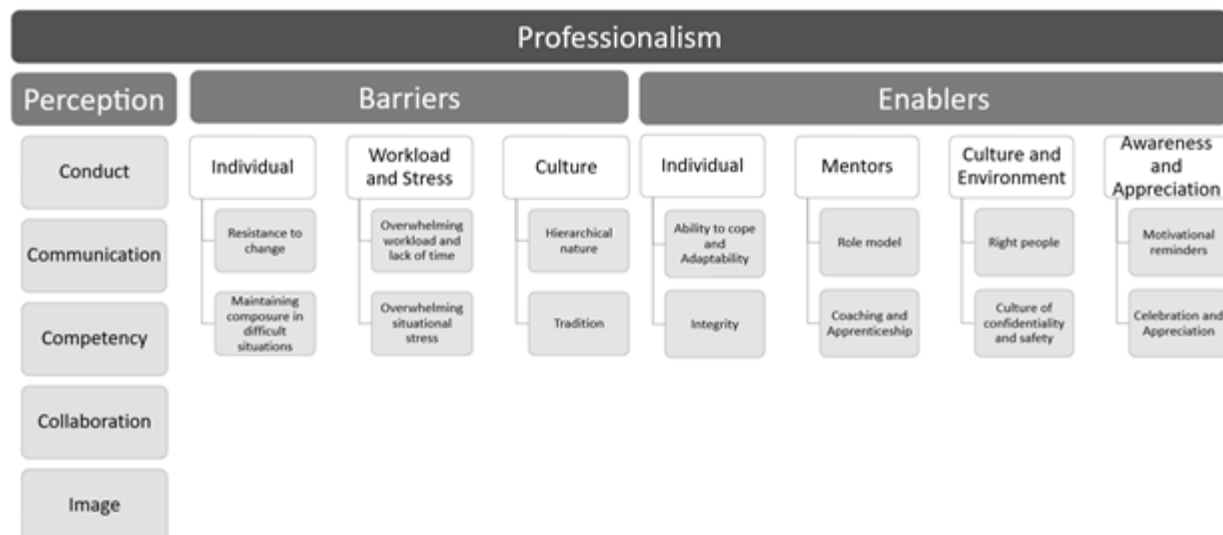 Professionalism
Perception
Barriers
Enablers
Conduct
Communication
Competency
Collaboration
Image
Individual
Resistance to
change
Maintaining
composure in
difficult
situations
Workload
and Stress
Overwhelming
workload and
lack of time
Overwhelming
situational
stress
Culture
Hierarchical
nature
Tradition
Individual
Ability to cope
and
Adaptability
Integrity
Mentors
Role model
Coaching and
Apprenticeship
Culture and
Environment
Right people
Culture of
confidentiality
and safety
Awareness
and
Appreciation
Motivational
reminders
Celebration and
Appreciation